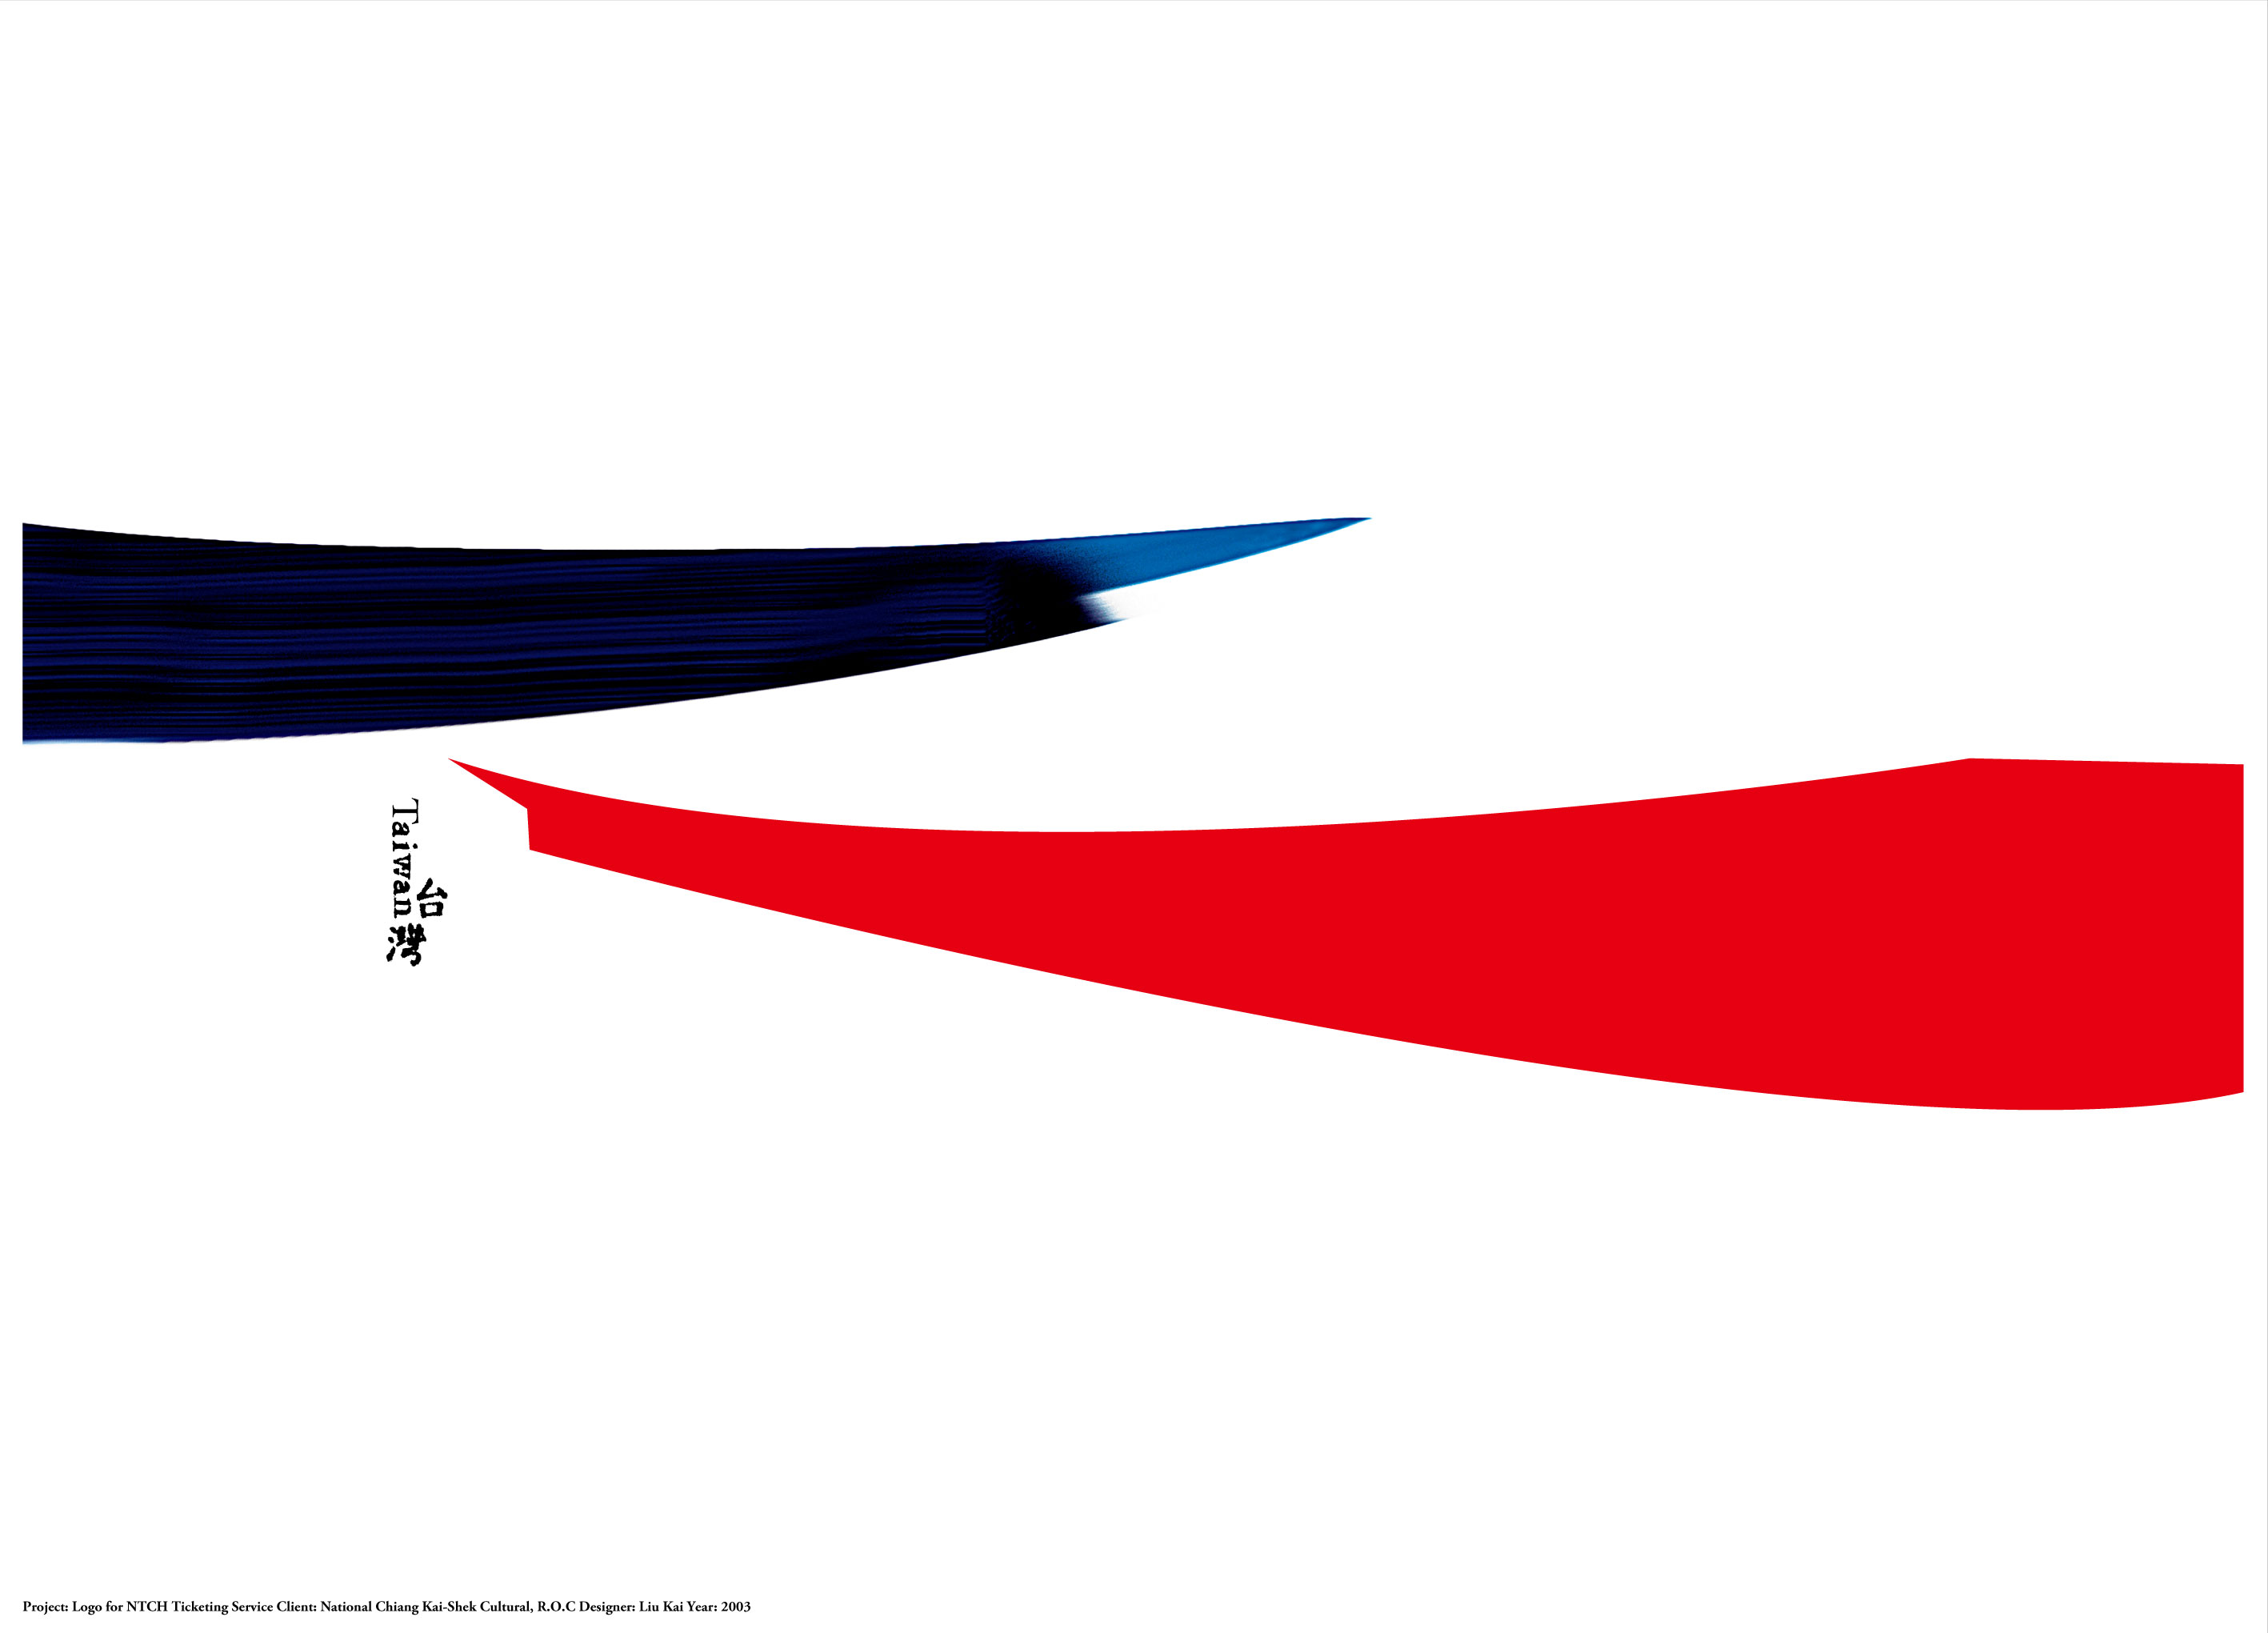 Taiwan
台灣
Project: Logo for NTCH Ticketing Service Client: National Chiang Kai-Shek Cultural, R.O.C Designer: Liu Kai Year: 2003